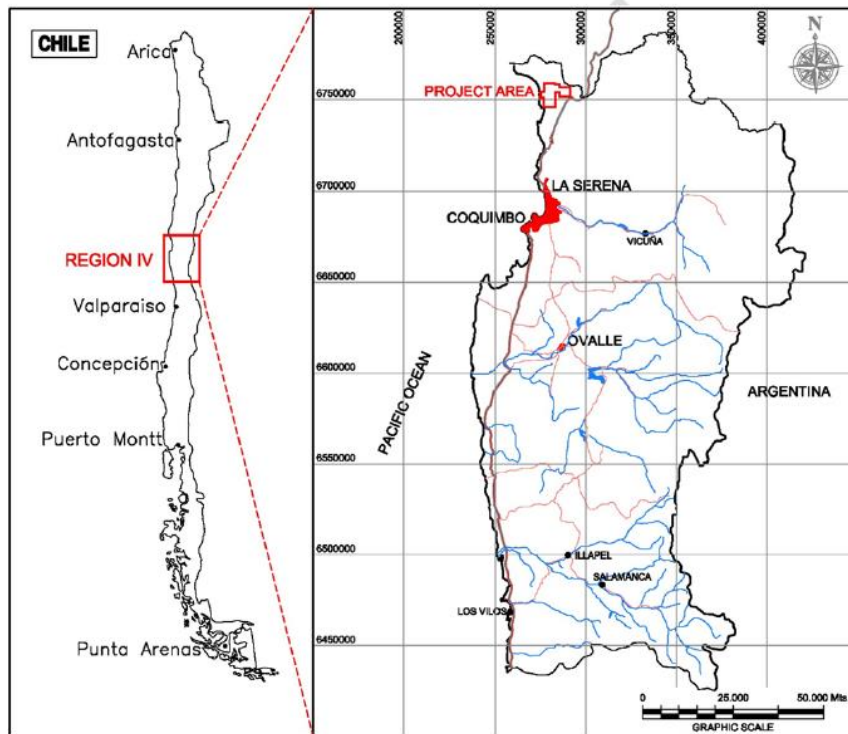 CHILE
Arica
Antofagasta
REGION IV
Valparaiso
Concepción
Puerto Montt
Punta Arenas
200000
250000
300000
350000
400000
N
6750000
6700000
6650000
6600000
6550000
6500000
6450000
PROJECT AREA
LA SERENA
COQUIMBO
VICUÑA
OVALLE
PACIFIC OCEAN
ARGENTINA
ILLAPEL
SALAMANCA
LOS VILOS
0 25.000 50.000 Mts.
GRAPHIC SCALE